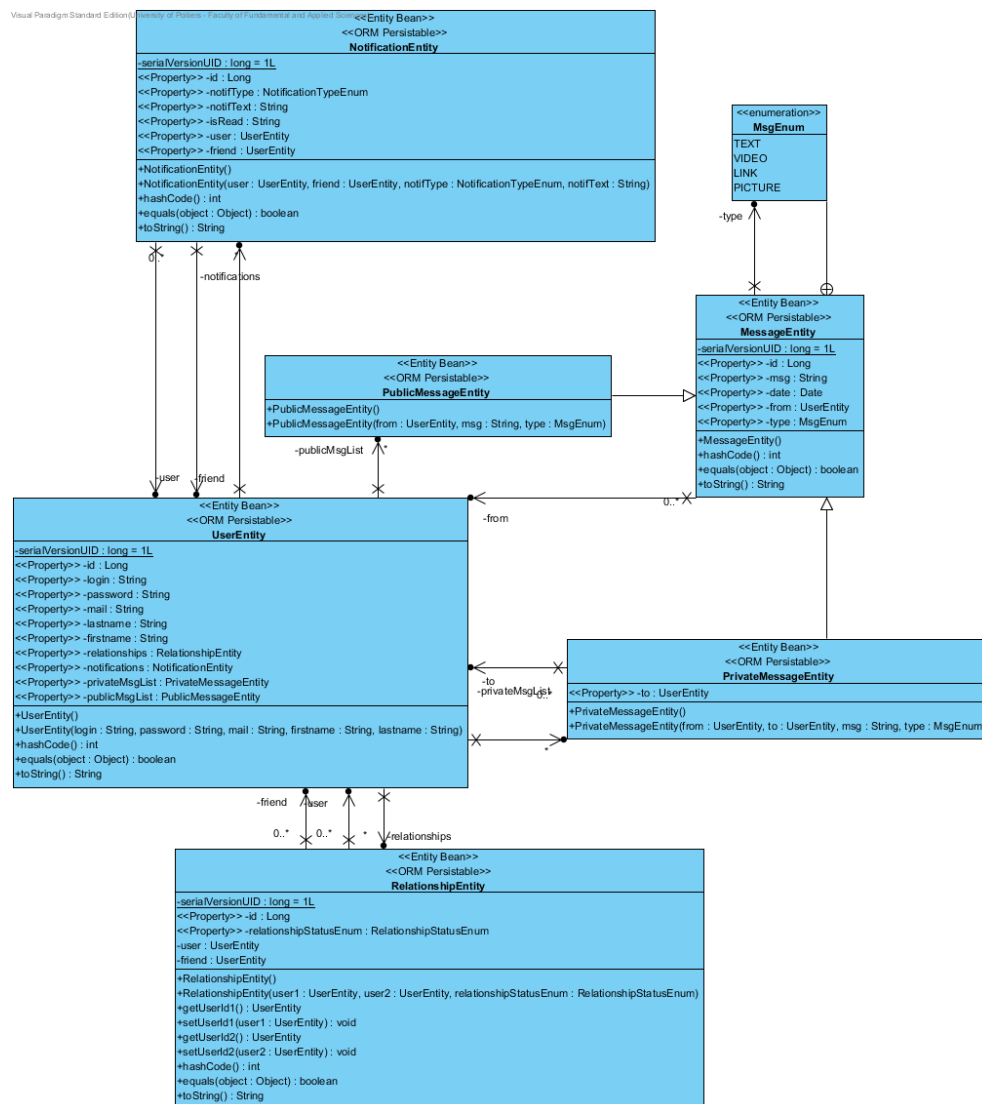 Visual Paradigm Standard Edition(University of Poitiers - Faculty of Fundamental and Applied Sciences)
<<Entity Bean>>
<<ORM Persistable>>
NotificationEntity
-serialVersionUID : long = 1L
<<Property>> -id : Long
<<Property>> -notifType : NotificationTypeEnum
<<Property>> -notifText : String
<<Property>> -isRead : String
<<Property>> -user : UserEntity
<<Property>> -friend : UserEntity
+NotificationEntity()
+NotificationEntity(user : UserEntity, friend : UserEntity, notifType : NotificationTypeEnum, notifText : String)
+hashCode() : int
+equals(object : Object) : boolean
+toString() : String
<<enumeration>>
MsgEnum
TEXT
VIDEO
LINK
PICTURE
-type
0..*
*
-notifications
<<Entity Bean>>
<<ORM Persistable>>
MessageEntity
-serialVersionUID : long = 1L
<<Property>> -id : Long
<<Property>> -msg : String
<<Property>> -date : Date
<<Property>> -from : UserEntity
<<Property>> -type : MsgEnum
+MessageEntity()
+hashCode() : int
+equals(object : Object) : boolean
+toString() : String
<<Entity Bean>>
<<ORM Persistable>>
PublicMessageEntity
+PublicMessageEntity()
+PublicMessageEntity(from : UserEntity, msg : String, type : MsgEnum)
-publicMsgList
*
-user
-friend
0..*
-from
<<Entity Bean>>
<<ORM Persistable>>
UserEntity
-serialVersionUID : long = 1L
<<Property>> -id : Long
<<Property>> -login : String
<<Property>> -password : String
<<Property>> -mail : String
<<Property>> -lastname : String
<<Property>> -firstname : String
<<Property>> -relationships : RelationshipEntity
<<Property>> -notifications : NotificationEntity
<<Property>> -privateMsgList : PrivateMessageEntity
<<Property>> -publicMsgList : PublicMessageEntity
+UserEntity()
+UserEntity(login : String, password : String, mail : String, firstname : String, lastname : String)
+hashCode() : int
+equals(object : Object) : boolean
+toString() : String
<<Entity Bean>>
<<ORM Persistable>>
PrivateMessageEntity
<<Property>> -to : UserEntity
+PrivateMessageEntity()
+PrivateMessageEntity(from : UserEntity, to : UserEntity, msg : String, type : MsgEnum
-to
-privateMsgList
0..*
*
-friend
-user
0..*
0..*
*
-relationships
<<Entity Bean>>
<<ORM Persistable>>
RelationshipEntity
-serialVersionUID : long = 1L
<<Property>> -id : Long
<<Property>> -relationshipStatusEnum : RelationshipStatusEnum
-user : UserEntity
-friend : UserEntity
+RelationshipEntity()
+RelationshipEntity(user1 : UserEntity, user2 : UserEntity, relationshipStatusEnum : RelationshipStatusEnum)
+getUserId1() : UserEntity
+setUserId1(user1 : UserEntity) : void
+getUserId2() : UserEntity
+setUserId2(user2 : UserEntity) : void
+hashCode() : int
+equals(object : Object) : boolean
+toString() : String